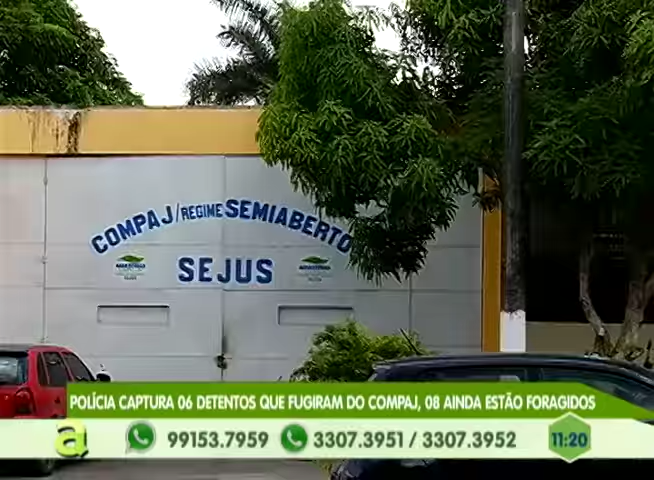 COMPAJ/REGIME SEMIABERTO
SEJUS
POLÍCIA CAPTURA 06 DETENTOS QUE FUGIRAM DO COMPAJ, 08 AINDA ESTÃO FORAGIDOS
a 99153.7959 3307.3951 / 3307.3952 11:20